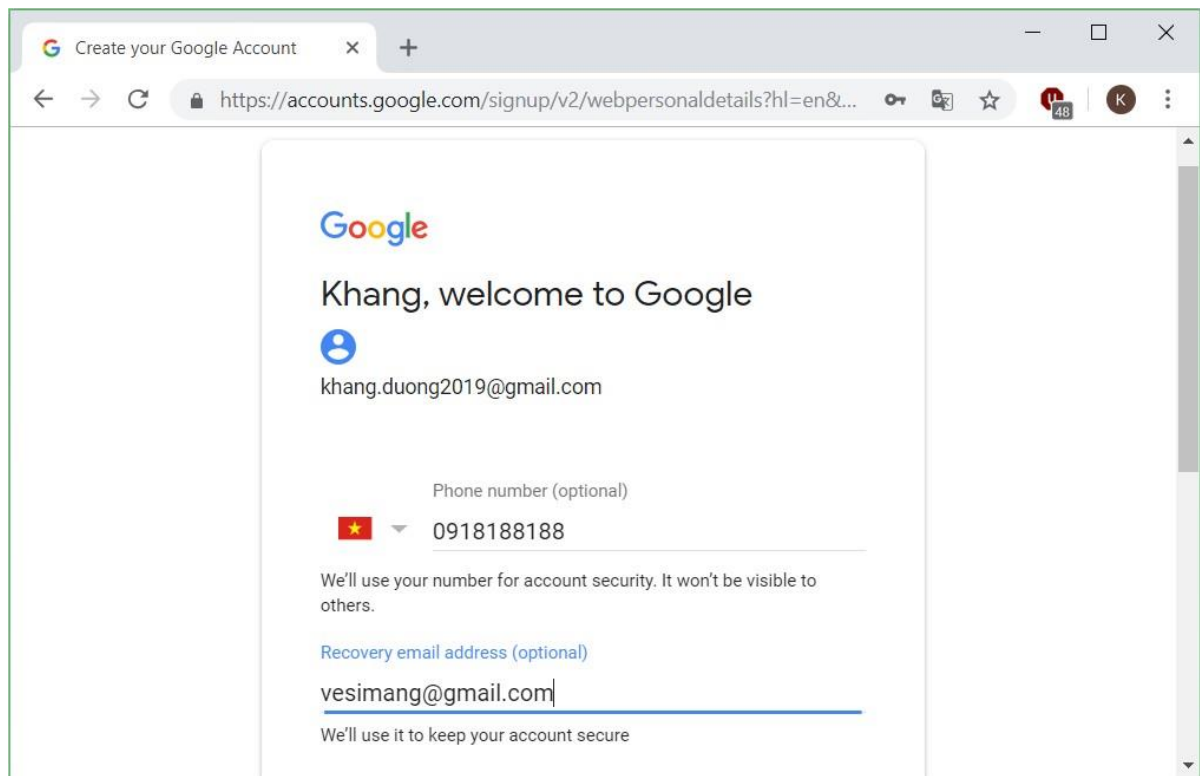 Create your Google Account
https://accounts.google.com/signup/v2/webpersonaldetails?hl=en&...
48
K
Google
Khang, welcome to Google
khang.duong2019@gmail.com
Phone number (optional)
0918188188
We'll use your number for account security. It won't be visible to
others.
Recovery email address (optional)
vesimang@gmail.com
We'll use it to keep your account secure